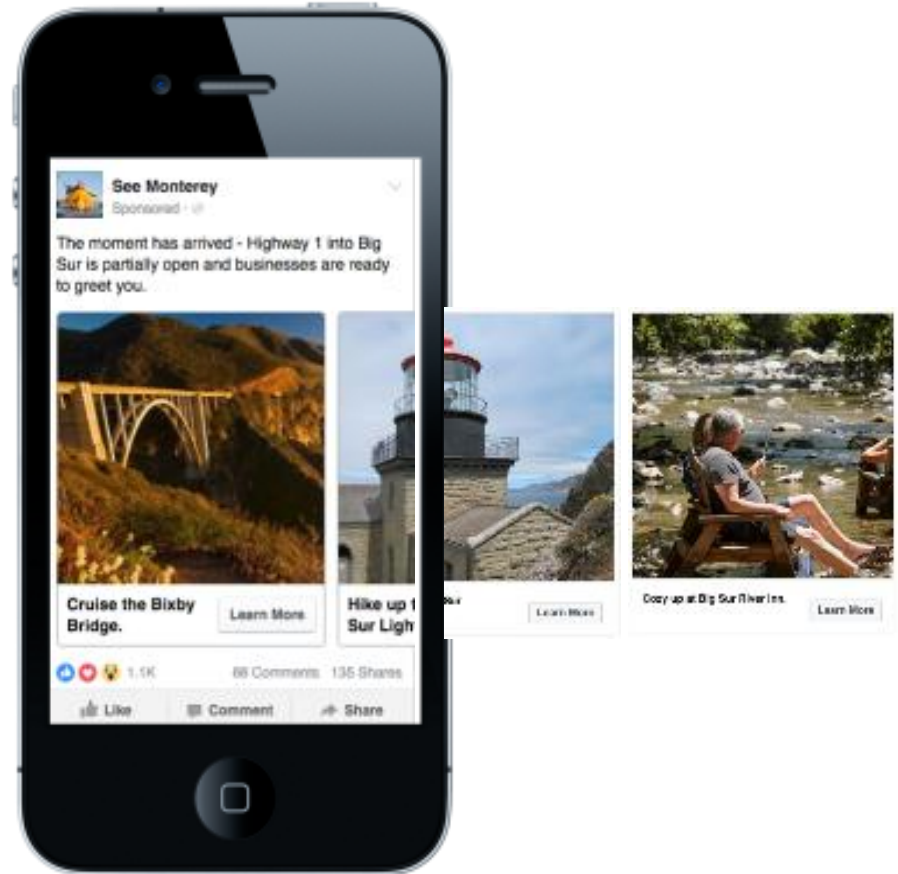 See Monterey
Sponsored ·
The moment has arrived - Highway 1 into Big
Sur is partially open and businesses are ready
to greet you.
Cruise the Bixby
Bridge.
Learn More
Hike up t
Sur Ligh
Sur
Learn More
Cozy up at Big Sur River Inn.
Learn More
1.1K
135 Shares
Comments
Like
Comment
Share